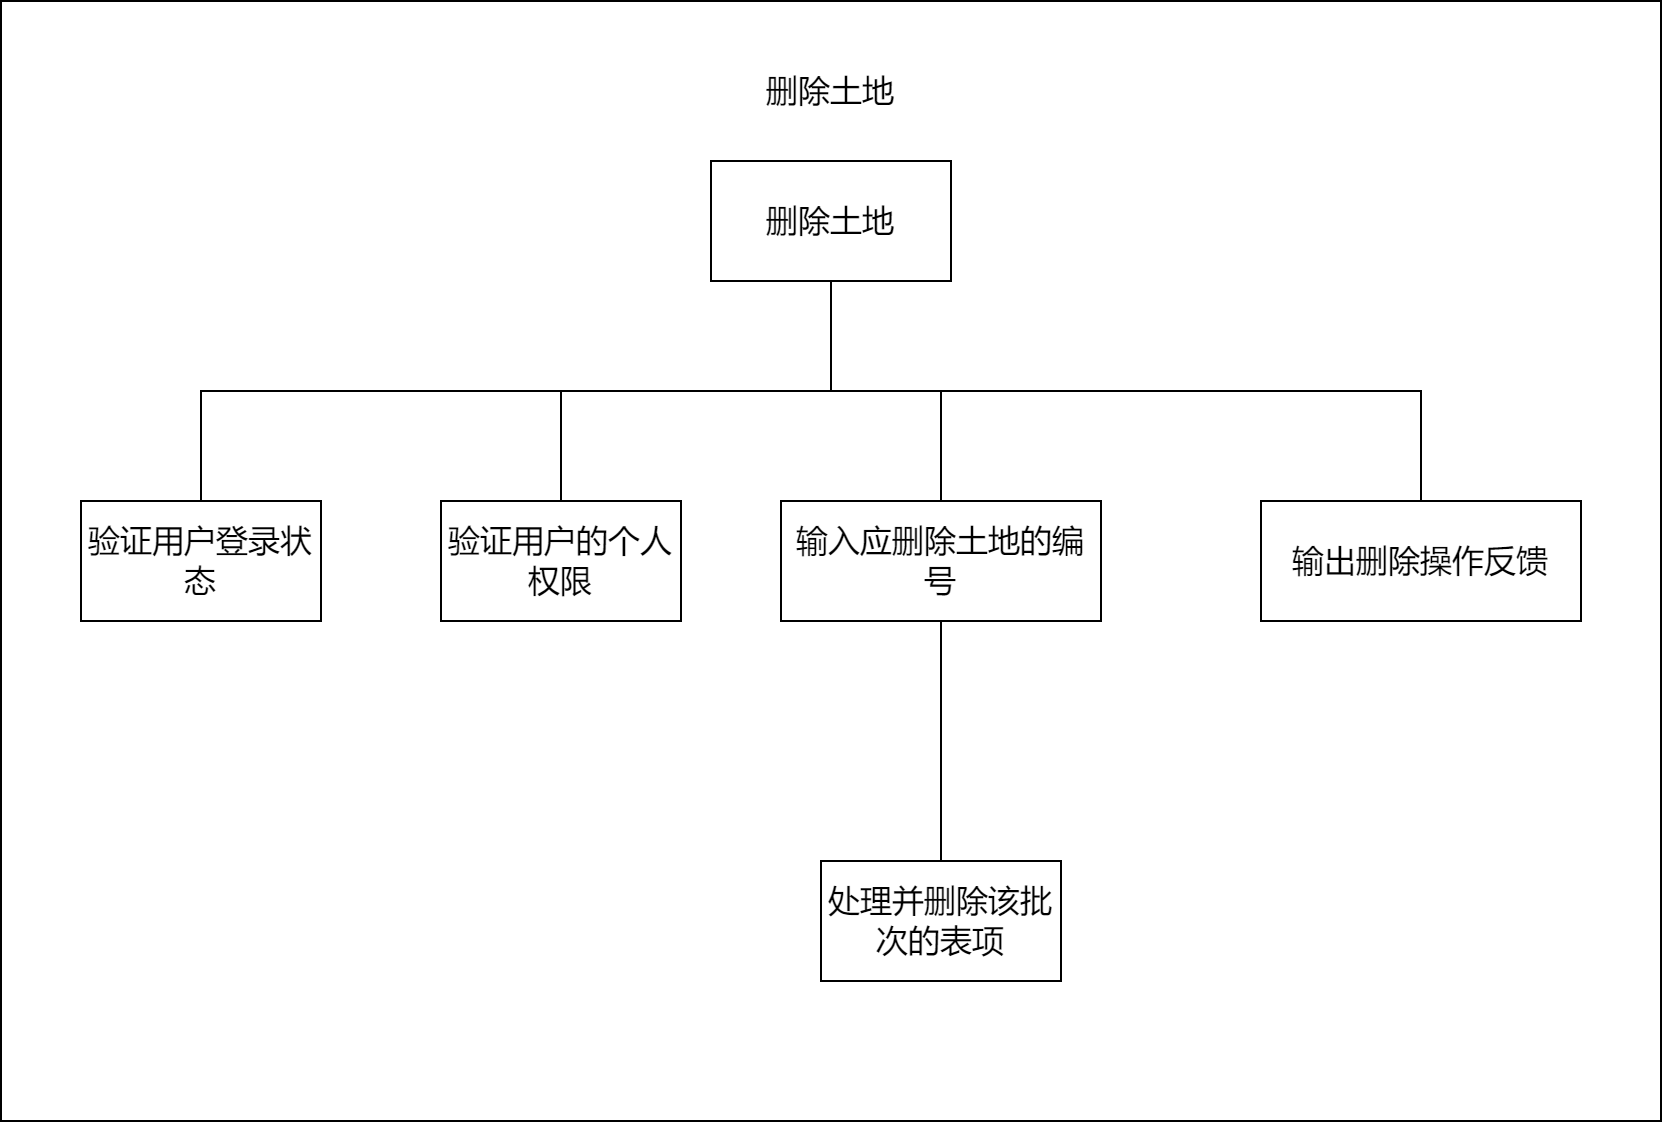 删除土地
删除土地
验证用户登录状
态
验证用户的个人
权限
输入应删除土地的编
号
输出删除操作反馈
处理并删除该批
次的表项